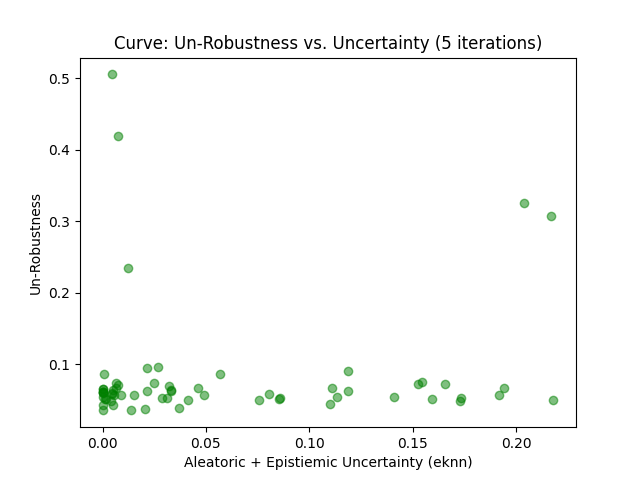 Curve: Un-Robustness vs. Uncertainty (5 iterations)
Un-Robustness
0.5
0.4
0.3
0.2
0.1
0.00 0.05 0.10 0.15 0.20
Aleatoric + Epistiemic Uncertainty (eknn)